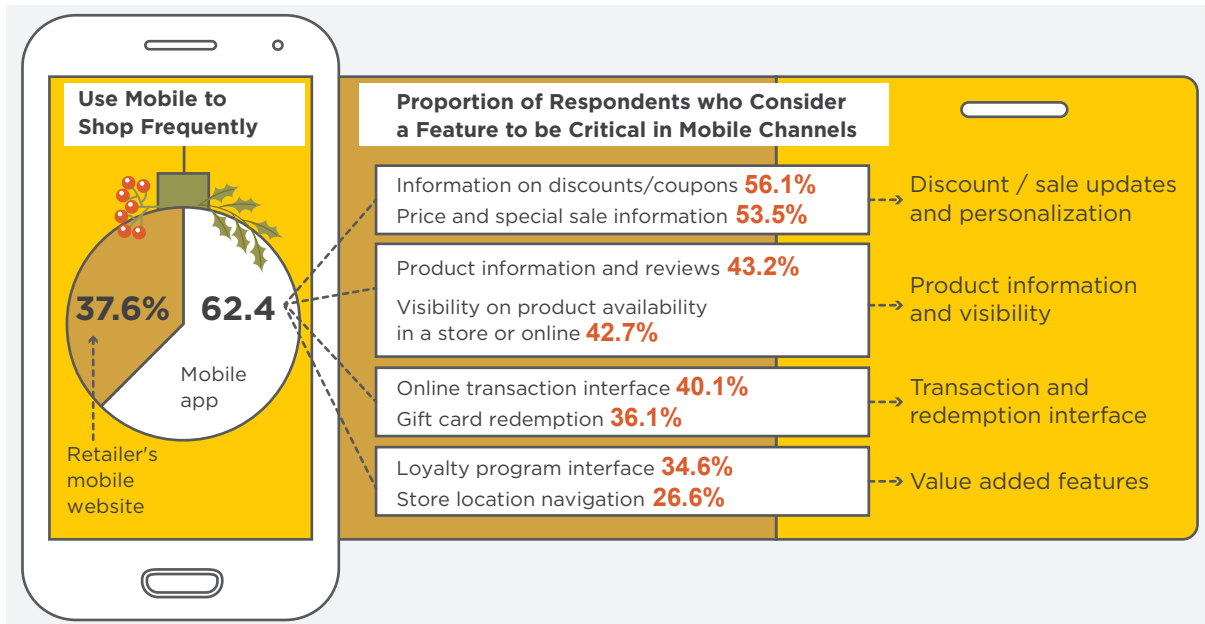 Use Mobile to
Shop Frequently
37.6%
62.4
Mobile
app
Retailer's
mobile
website
Proportion of Respondents who Consider
a Feature to be Critical in Mobile Channels
Information on discounts/coupons 56.1%
Price and special sale information 53.5%
Discount / sale updates
and personalization
Product information and reviews 43.2%
Visibility on product availability
in a store or online 42.7%
Product information
and visibility
Online transaction interface 40.1%
Gift card redemption 36.1%
Transaction and
redemption interface
Loyalty program interface 34.6%
Store location navigation 26.6%
Value added features